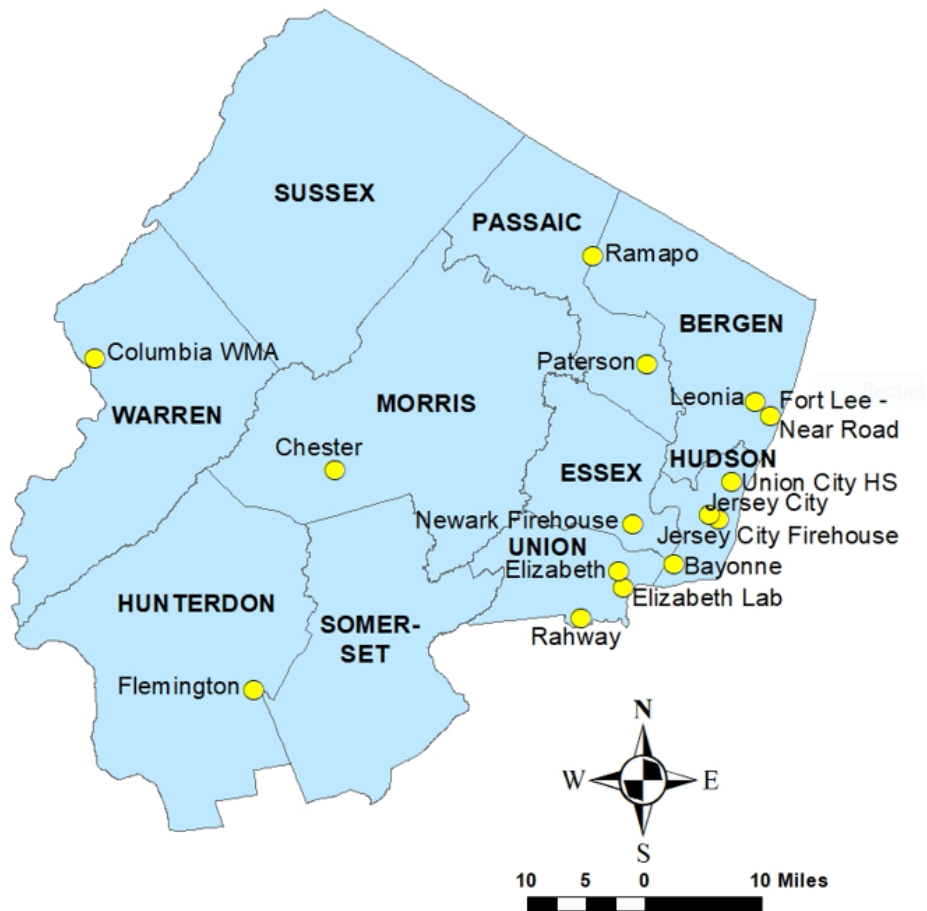 SUSSEX
PASSAIC
Ramapo
BERGEN
Columbia WMA
Paterson
WARREN
MORRIS
Leonia
Fort Lee -
Near Road
Chester
ESSEX
HUDSON
Union City HS
Jersey City
Newark Firehouse
Jersey City Firehouse
UNION
Elizabeth
Bayonne
HUNTERDON
Elizabeth Lab
SOMER-
SET
Rahway
Flemington
N
W
E
S
10 5 0 10 Miles